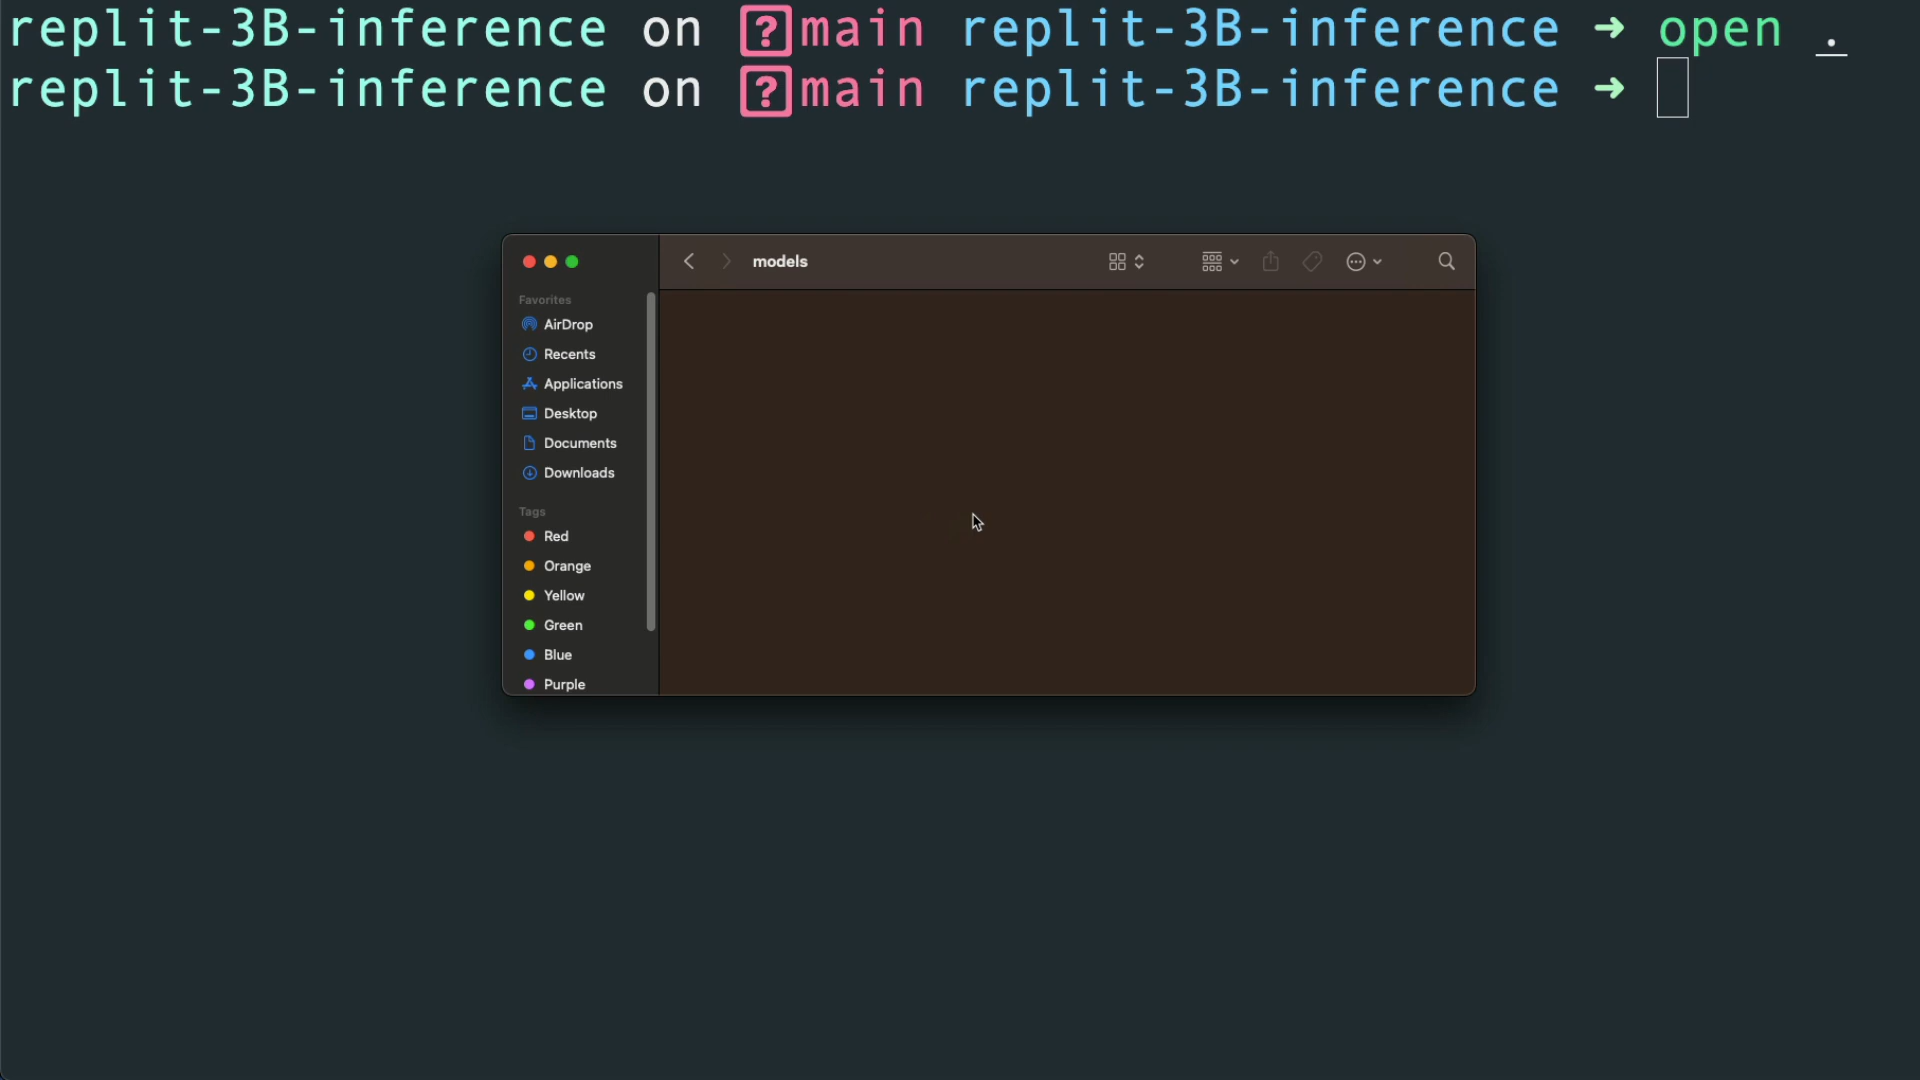 replit-3B-inference on ?main replit-3B-inference → open .
replit-3B-inference on ?main replit-3B-inference →
models
Favorites
AirDrop
Recents
Applications
Desktop
Documents
Downloads
Tags
Red
Orange
Yellow
Green
Blue
Purple